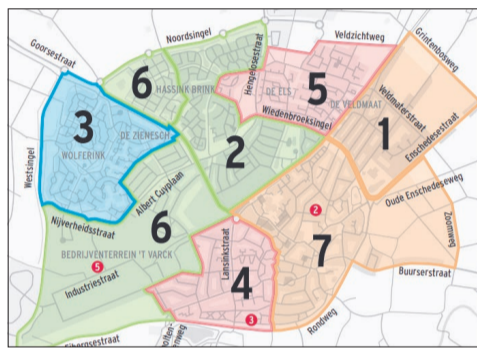 Noordsingel
Veldzichtweg
Grintenbosweg
Goorsestraat
Hengelosestraat
6
HASSINK BRINK
DE ELS
5
DE VELDMAAT
Veldmaterstraat
Enschedesestraat
3
DE ZIENESCH
WOLFERINK
Wiedenbroeksingel
1
2
Westsingel
Albert Cuyplaan
Oude Enschedeseweg
Nijverheidsstraat
6
2
Zoomweg
BEDRIJVENTERREIN 'T VARCK
Lansinkstraat
7
5
Industriestraat
4
Buurserstraat
3
Rondweg